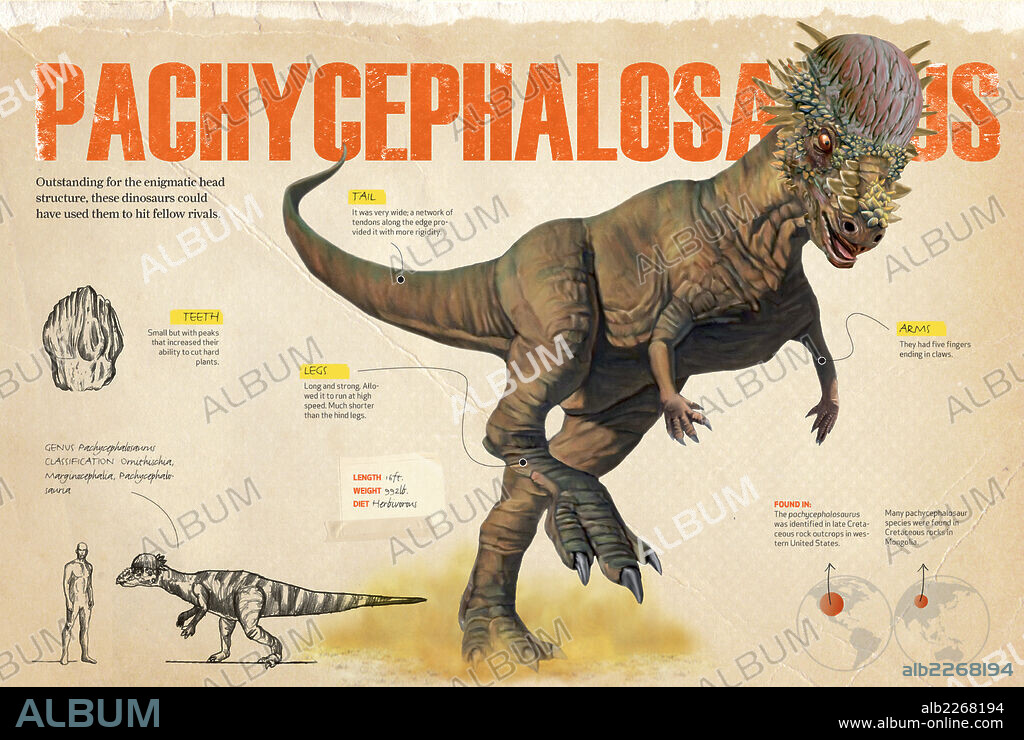 PACHYCEPHALOSAURUS
Outstanding for the enigmatic head
structure, these dinosaurs could
have used them to hit fellow rivals.
TAIL
It was very wide; a network of
tendons along the edge pro-
vided it with more rigidity.
TEETH
Small but with peaks
that increased their
ability to cut hard
plants.
ARMS
They had five fingers
ending in claws.
LEGS
Long and strong. Allo-
wed it to run at high
speed. Much shorter
than the hind legs.
GENUS Pachycephalosaurus
CLASSIFICATION Ornithischia,
Marginocephalia, Pachycephalo-
sauria
LENGTH 16ft.
WEIGHT 992lb.
DIET Herbivorous
FOUND IN:
The pachycephalosaurus
was identified in late Creta-
ceous rock outcrops in wes-
tern United States.
Many pachycephalosaur
species were found in
Cretaceous rocks in
Mongolia.
alb2268194
ALBUM
alb2268194
www.album-online.com